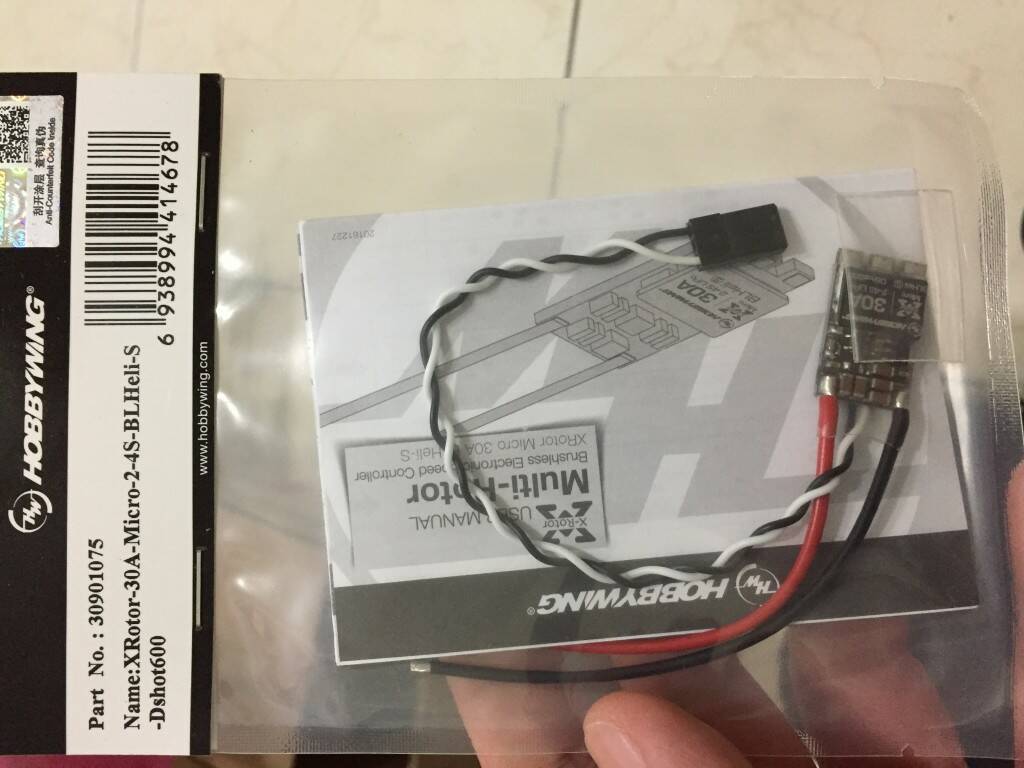 刮开涂层 查询真伪
Anti-Counterfeit Code Inside
HOBBYWING®
Part No.: 30901075
Name:XRotor-30A-Micro-2-4S-BLHeli-S
-Dshot600
6 938994 414678
www.hobbywing.com
20161227
30A
USER MANUAL
Multi-Rotor
Brushless Electronic Speed Controller
XRotor Micro 30A BLHeli-S
X-Rotor
HOBBYWING®
30A